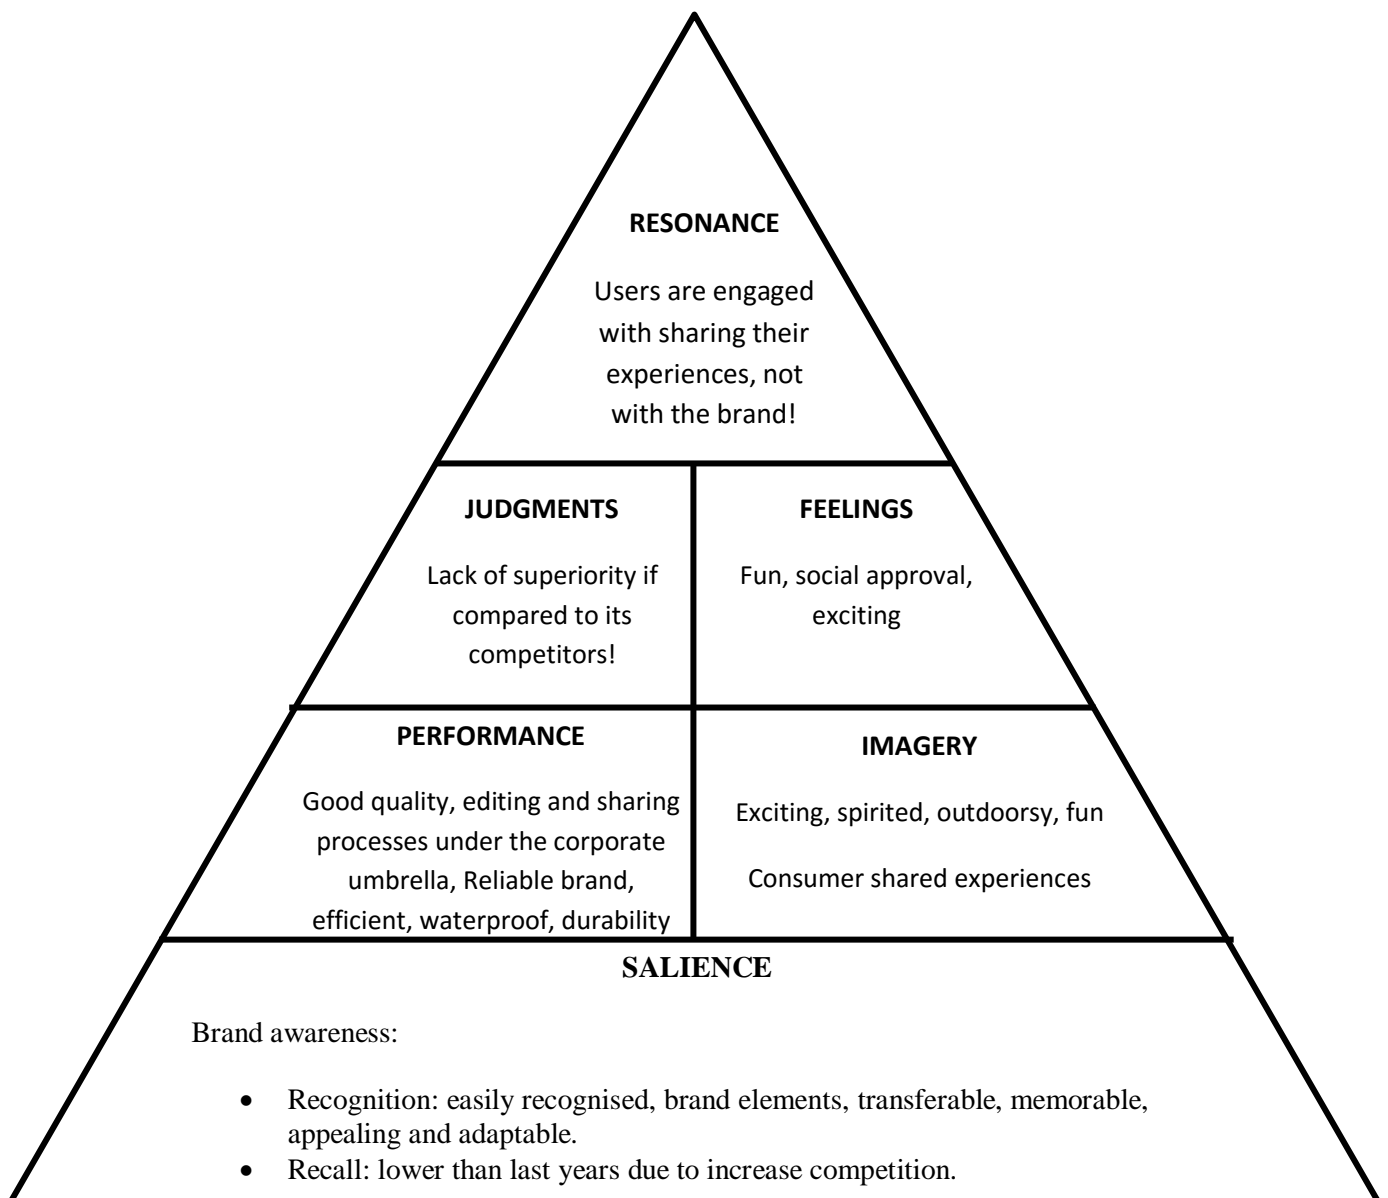 RESONANCE
Users are engaged
with sharing their
experiences, not
with the brand!
JUDGMENTS
Lack of superiority if
compared to its
competitors!
FEELINGS
Fun, social approval,
exciting
PERFORMANCE
Good quality, editing and sharing
processes under the corporate
umbrella, Reliable brand,
efficient, waterproof, durability
IMAGERY
Exciting, spirited, outdoorsy, fun
Consumer shared experiences
SALIENCE
Brand awareness:
• Recognition: easily recognised, brand elements, transferable, memorable,
appealing and adaptable.
• Recall: lower than last years due to increase competition.